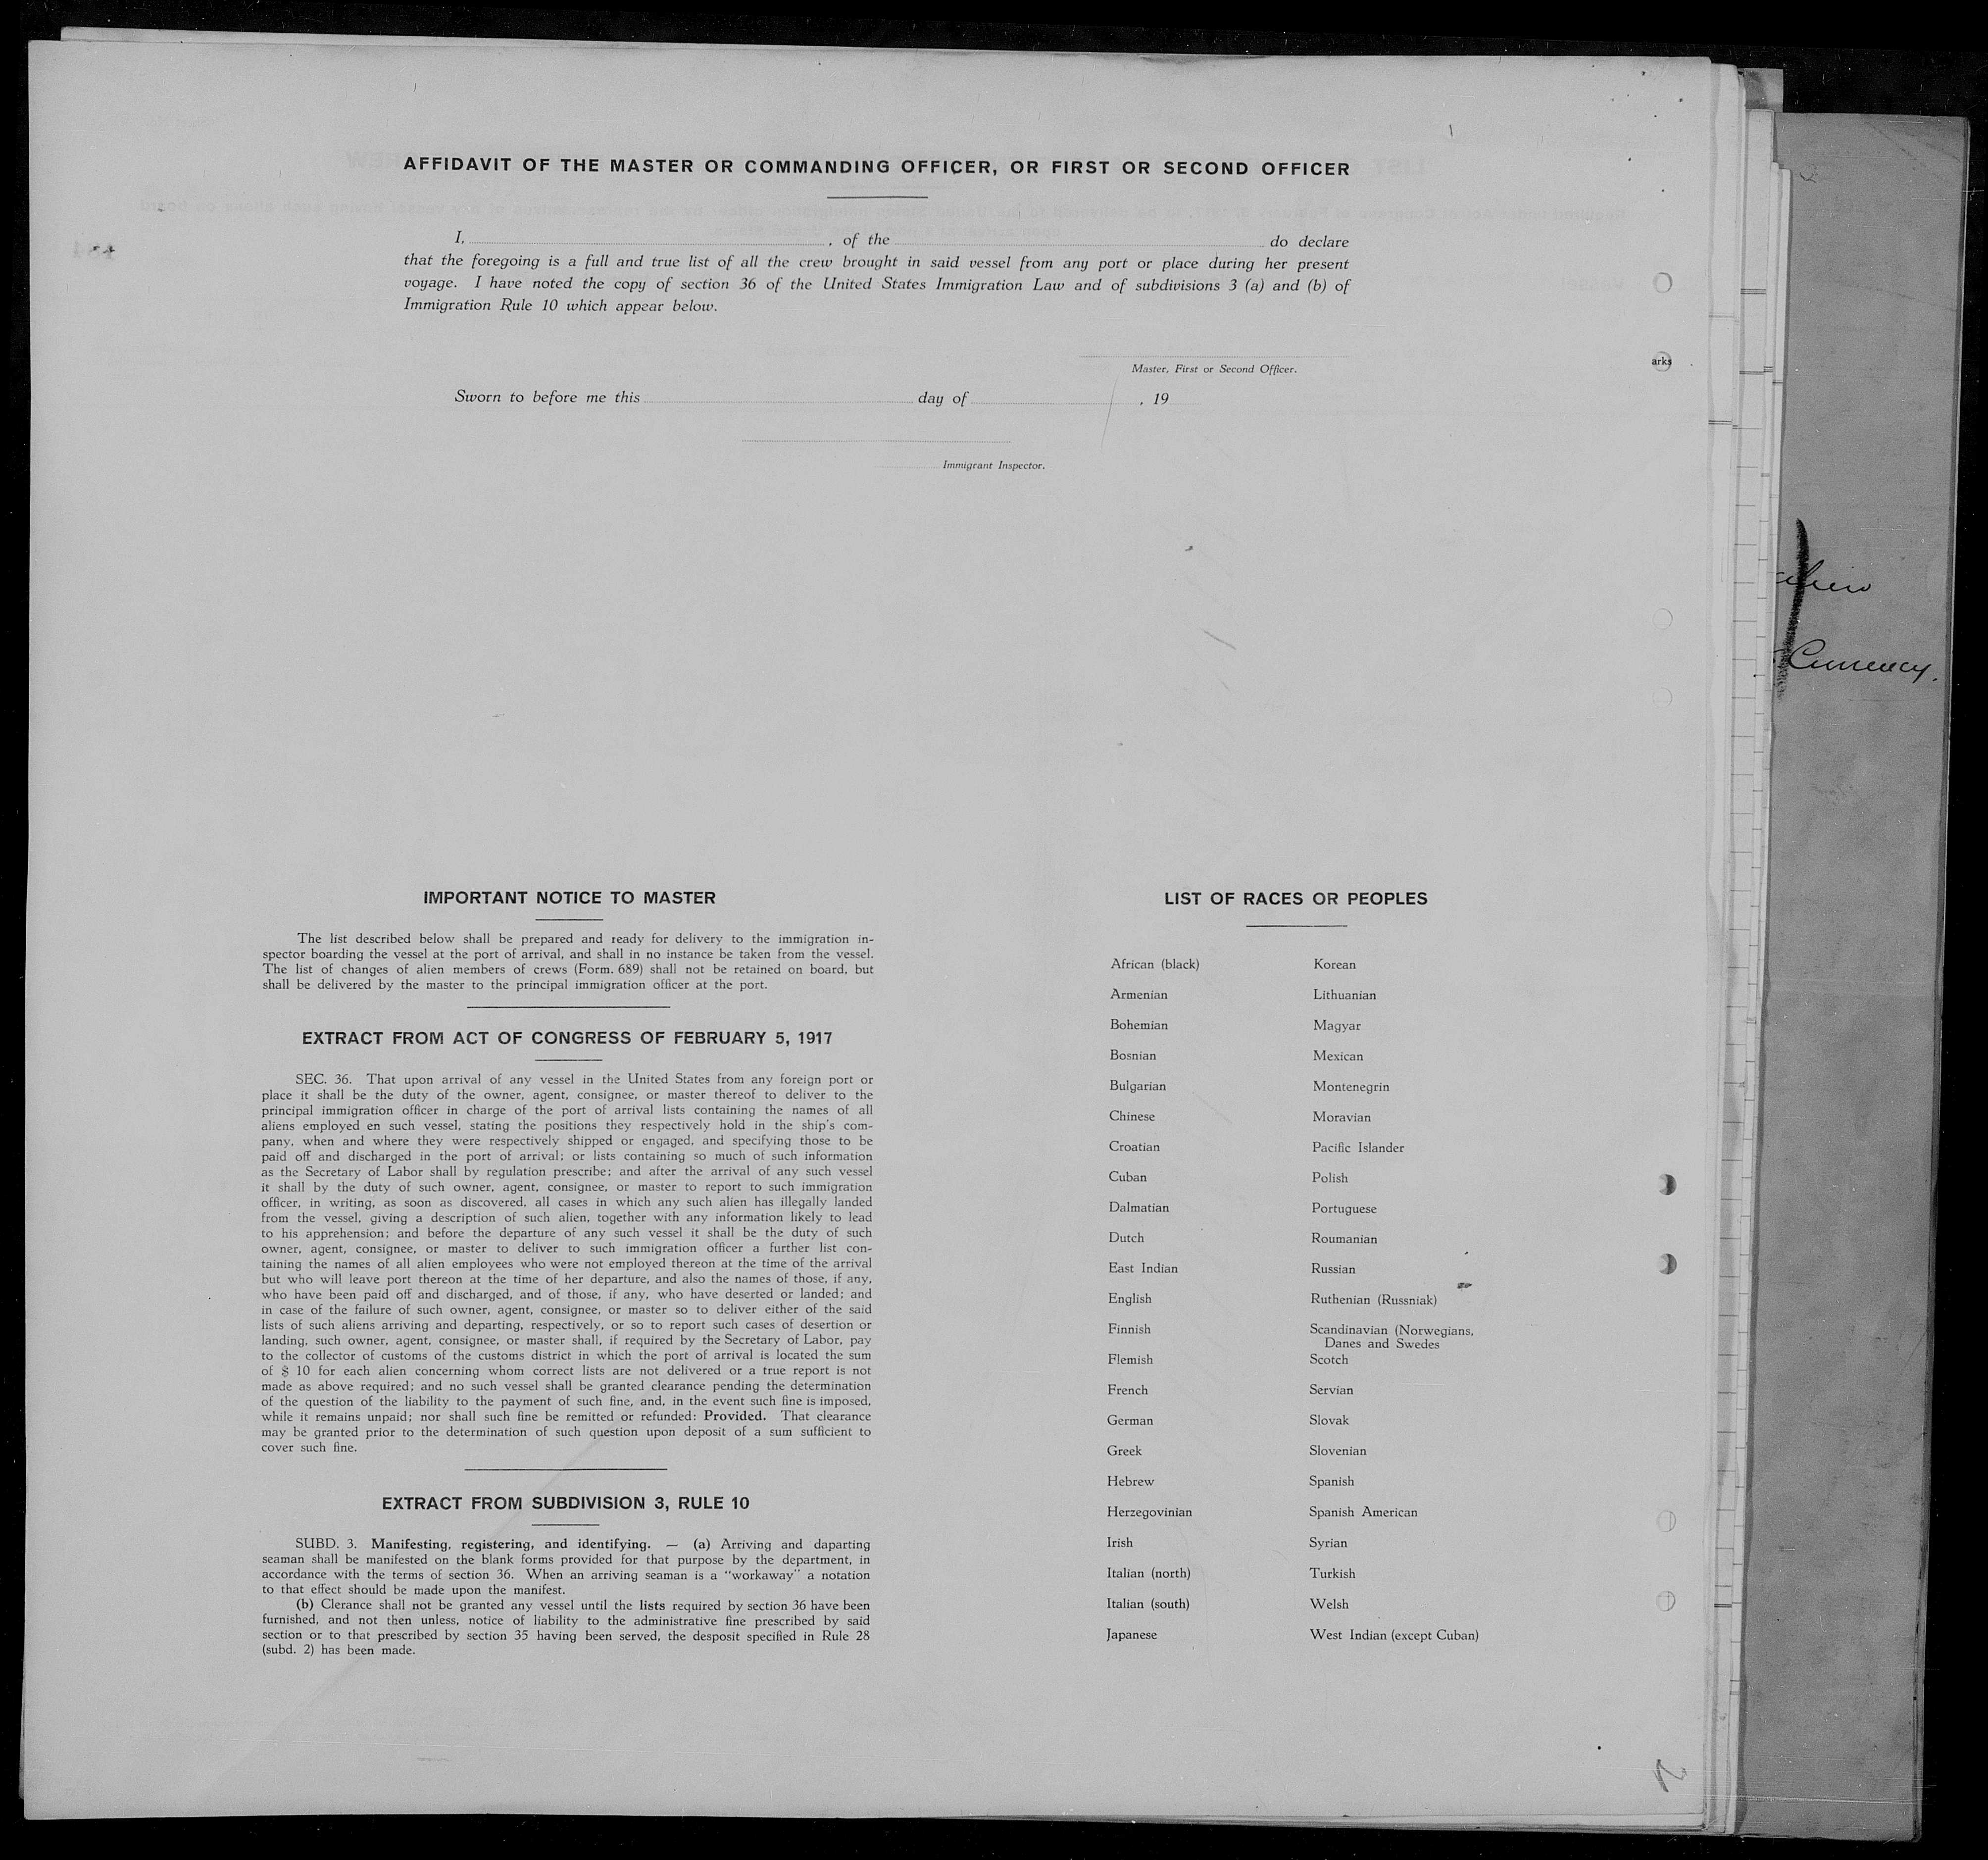 AFFIDAVIT OF THE MASTER OR COMMANDING OFFICER, OR FIRST OR SECOND OFFICER
I, , of the do declare
that the foregoing is a full and true list of all the crew brought in said vessel from any port or place during her present
voyage. I have noted the copy of section 36 of the United States Immigration Law and of subdivisions 3 (a) and (b) of
Immigration Rule 10 which appear below.
Master, First or Second Officer.
Sworn to before me this day of , 19
Immigrant Inspector.
arks
Currency.
IMPORTANT NOTICE TO MASTER
The list described below shall be prepared and ready for delivery to the immigration in-
spector boarding the vessel at the port of arrival, and shall in no instance be taken from the vessel.
The list of changes of alien members of crews (Form. 689) shall not be retained on board, but
shall be delivered by the master to the principal immigration officer at the port.
EXTRACT FROM ACT OF CONGRESS OF FEBRUARY 5, 1917
SEC. 36. That upon arrival of any vessel in the United States from any foreign port or
place it shall be the duty of the owner, agent, consignee, or master thereof to deliver to the
principal immigration officer in charge of the port of arrival lists containing the names of all
aliens employed en such vessel, stating the positions they respectively hold in the ship's com-
pany, when and where they were respectively shipped or engaged, and specifying those to be
paid off and discharged in the port of arrival; or lists containing so much of such information
as the Secretary of Labor shall by regulation prescribe; and after the arrival of any such vessel
it shall by the duty of such owner, agent, consignee, or master to report to such immigration
officer, in writing, as soon as discovered, all cases in which any such alien has illegally landed
from the vessel, giving a description of such alien, together with any information likely to lead
to his apprehension; and before the departure of any such vessel it shall be the duty of such
owner, agent, consignee, or master to deliver to such immigration officer a further list con-
taining the names of all alien employees who were not employed thereon at the time of the arrival
but who will leave port thereon at the time of her departure, and also the names of those, if any,
who have been paid off and discharged, and of those, if any, who have deserted or landed; and
in case of the failure of such owner, agent, consignee, or master so to deliver either of the said
lists of such aliens arriving and departing, respectively, or so to report such cases of desertion or
landing, such owner, agent, consignee, or master shall, if required by the Secretary of Labor, pay
to the collector of customs of the customs district in which the port of arrival is located the sum
of $ 10 for each alien concerning whom correct lists are not delivered or a true report is not
made as above required; and no such vessel shall be granted clearance pending the determination
of the question of the liability to the payment of such fine, and, in the event such fine is imposed,
while it remains unpaid; nor shall such fine be remitted or refunded: Provided. That clearance
may be granted prior to the determination of such question upon deposit of a sum sufficient to
cover such fine.
EXTRACT FROM SUBDIVISION 3, RULE 10
SUBD. 3. Manifesting, registering, and identifying. — (a) Arriving and daparting
seaman shall be manifested on the blank forms provided for that purpose by the department, in
accordance with the terms of section 36. When an arriving seaman is a "workaway" a notation
to that effect should be made upon the manifest.
(b) Clerance shall not be granted any vessel until the lists required by section 36 have been
furnished, and not then unless, notice of liability to the administrative fine prescribed by said
section or to that prescribed by section 35 having been served, the desposit specified in Rule 28
(subd. 2) has been made.
LIST OF RACES OR PEOPLES
African (black)
Armenian
Bohemian
Bosnian
Bulgarian
Chinese
Croatian
Cuban
Dalmatian
Dutch
East Indian
English
Finnish
Flemish
French
German
Greek
Hebrew
Herzegovinian
Irish
Italian (north)
Italian (south)
Japanese
Korean
Lithuanian
Magyar
Mexican
Montenegrin
Moravian
Pacific Islander
Polish
Portuguese
Roumanian
Russian
Ruthenian (Russniak)
Scandinavian (Norwegians,
Danes and Swedes
Scotch
Servian
Slovak
Slovenian
Spanish
Spanish American
Syrian
Turkish
Welsh
West Indian (except Cuban)